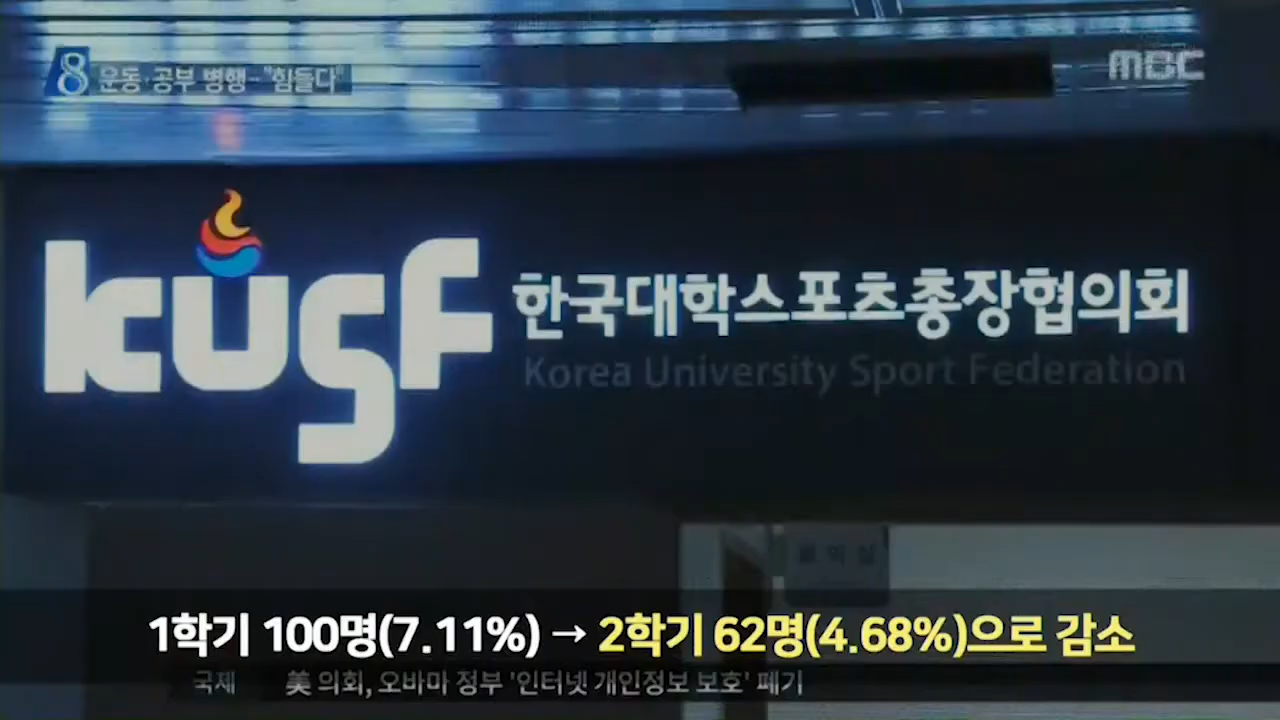 8 운동·공부 병행- "힘들다"
MBC
kusf
한국대학스포츠총장협의회
Korea University Sport Federation
회의실
1학기 100명(7.11%) → 2학기 62명(4.68%)으로 감소
국제 美 의회, 오바마 정부 '인터넷 개인정보 보호' 폐기